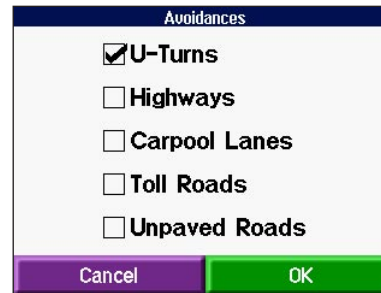 Avoidances
U-Turns
Highways
Carpool Lanes
Toll Roads
Unpaved Roads
Cancel OK